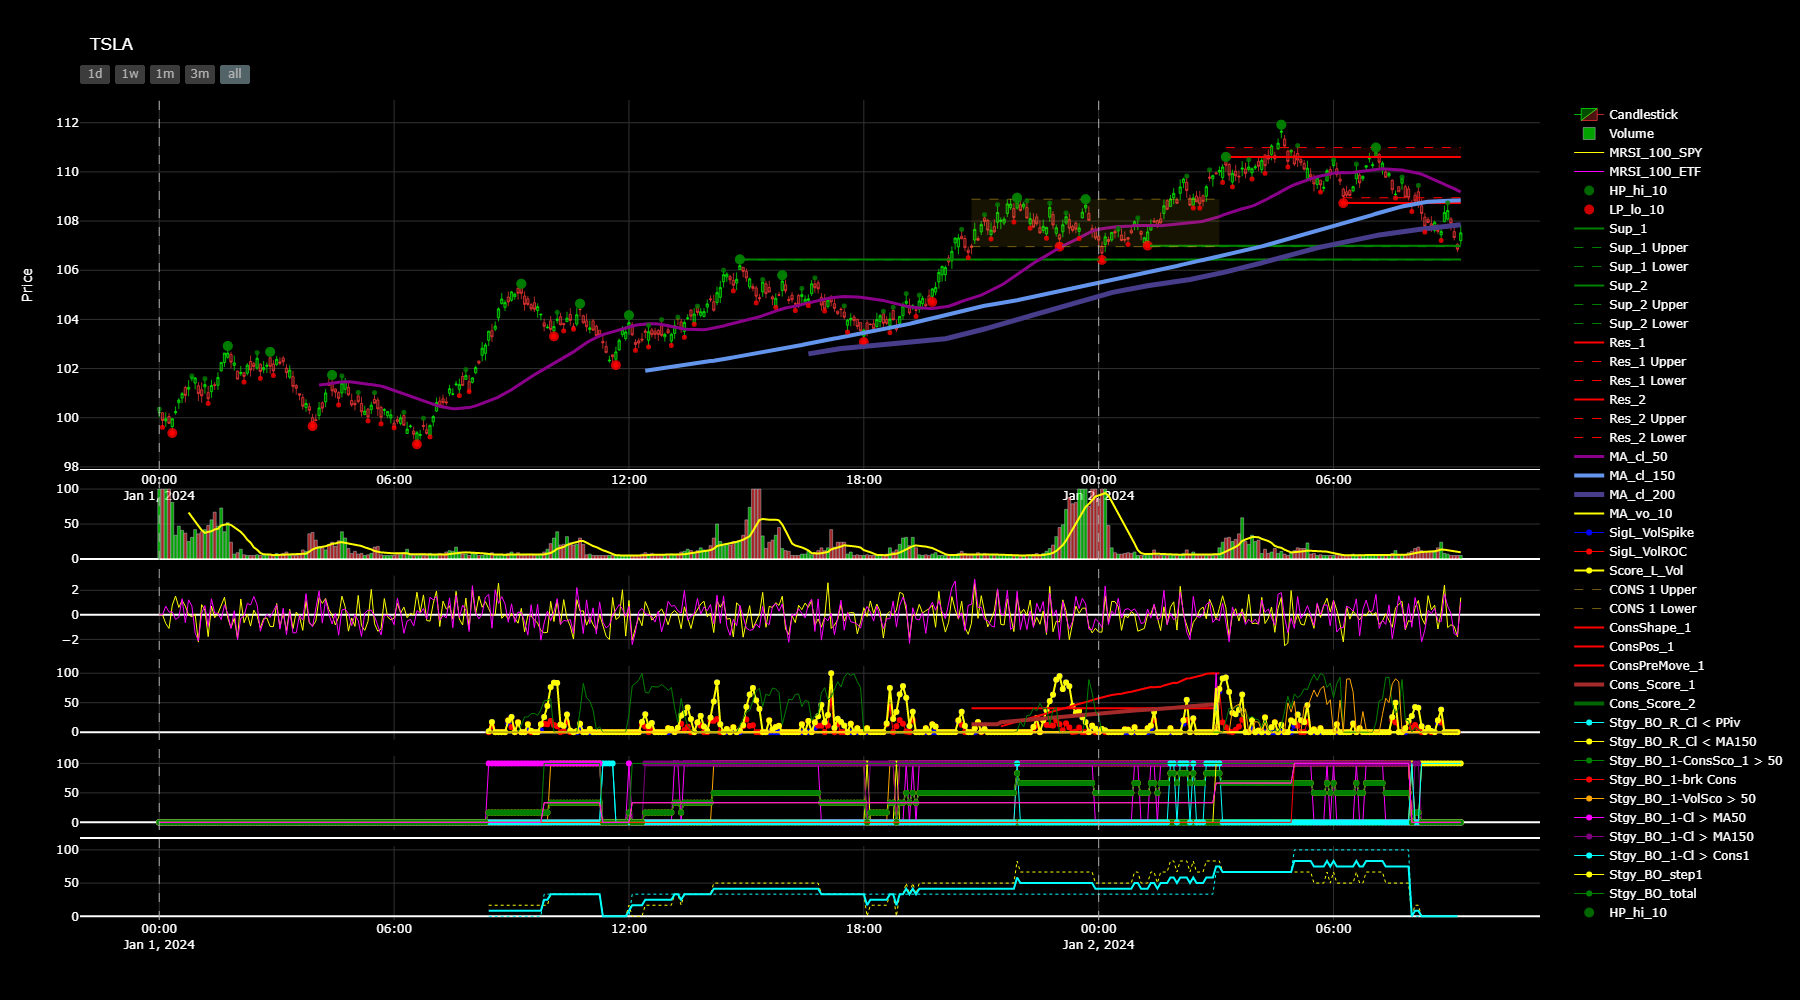 TSLA
1d 1w 1m 3m all
Price
112
110
108
106
104
102
100
98
00:00 06:00 12:00 18:00 00:00 06:00
Jan 1, 2024 Jan 2, 2024
100
50
0
2
0
−2
100
50
0
100
50
0
100
50
0
00:00 06:00 12:00 18:00 00:00 06:00
Jan 1, 2024 Jan 2, 2024
Candlestick
Volume
MRSI_100_SPY
MRSI_100_ETF
HP_hi_10
LP_lo_10
Sup_1
Sup_1 Upper
Sup_1 Lower
Sup_2
Sup_2 Upper
Sup_2 Lower
Res_1
Res_1 Upper
Res_1 Lower
Res_2
Res_2 Upper
Res_2 Lower
MA_cl_50
MA_cl_150
MA_cl_200
MA_vo_10
SigL_VolSpike
SigL_VolROC
Score_L_Vol
CONS 1 Upper
CONS 1 Lower
ConsShape_1
ConsPos_1
ConsPreMove_1
Cons_Score_1
Cons_Score_2
Stgy_BO_R_Cl < PPiv
Stgy_BO_R_Cl < MA150
Stgy_BO_1-ConsSco_1 > 50
Stgy_BO_1-brk Cons
Stgy_BO_1-VolSco > 50
Stgy_BO_1-Cl > MA50
Stgy_BO_1-Cl > MA150
Stgy_BO_1-Cl > Cons1
Stgy_BO_step1
Stgy_BO_total
HP_hi_10